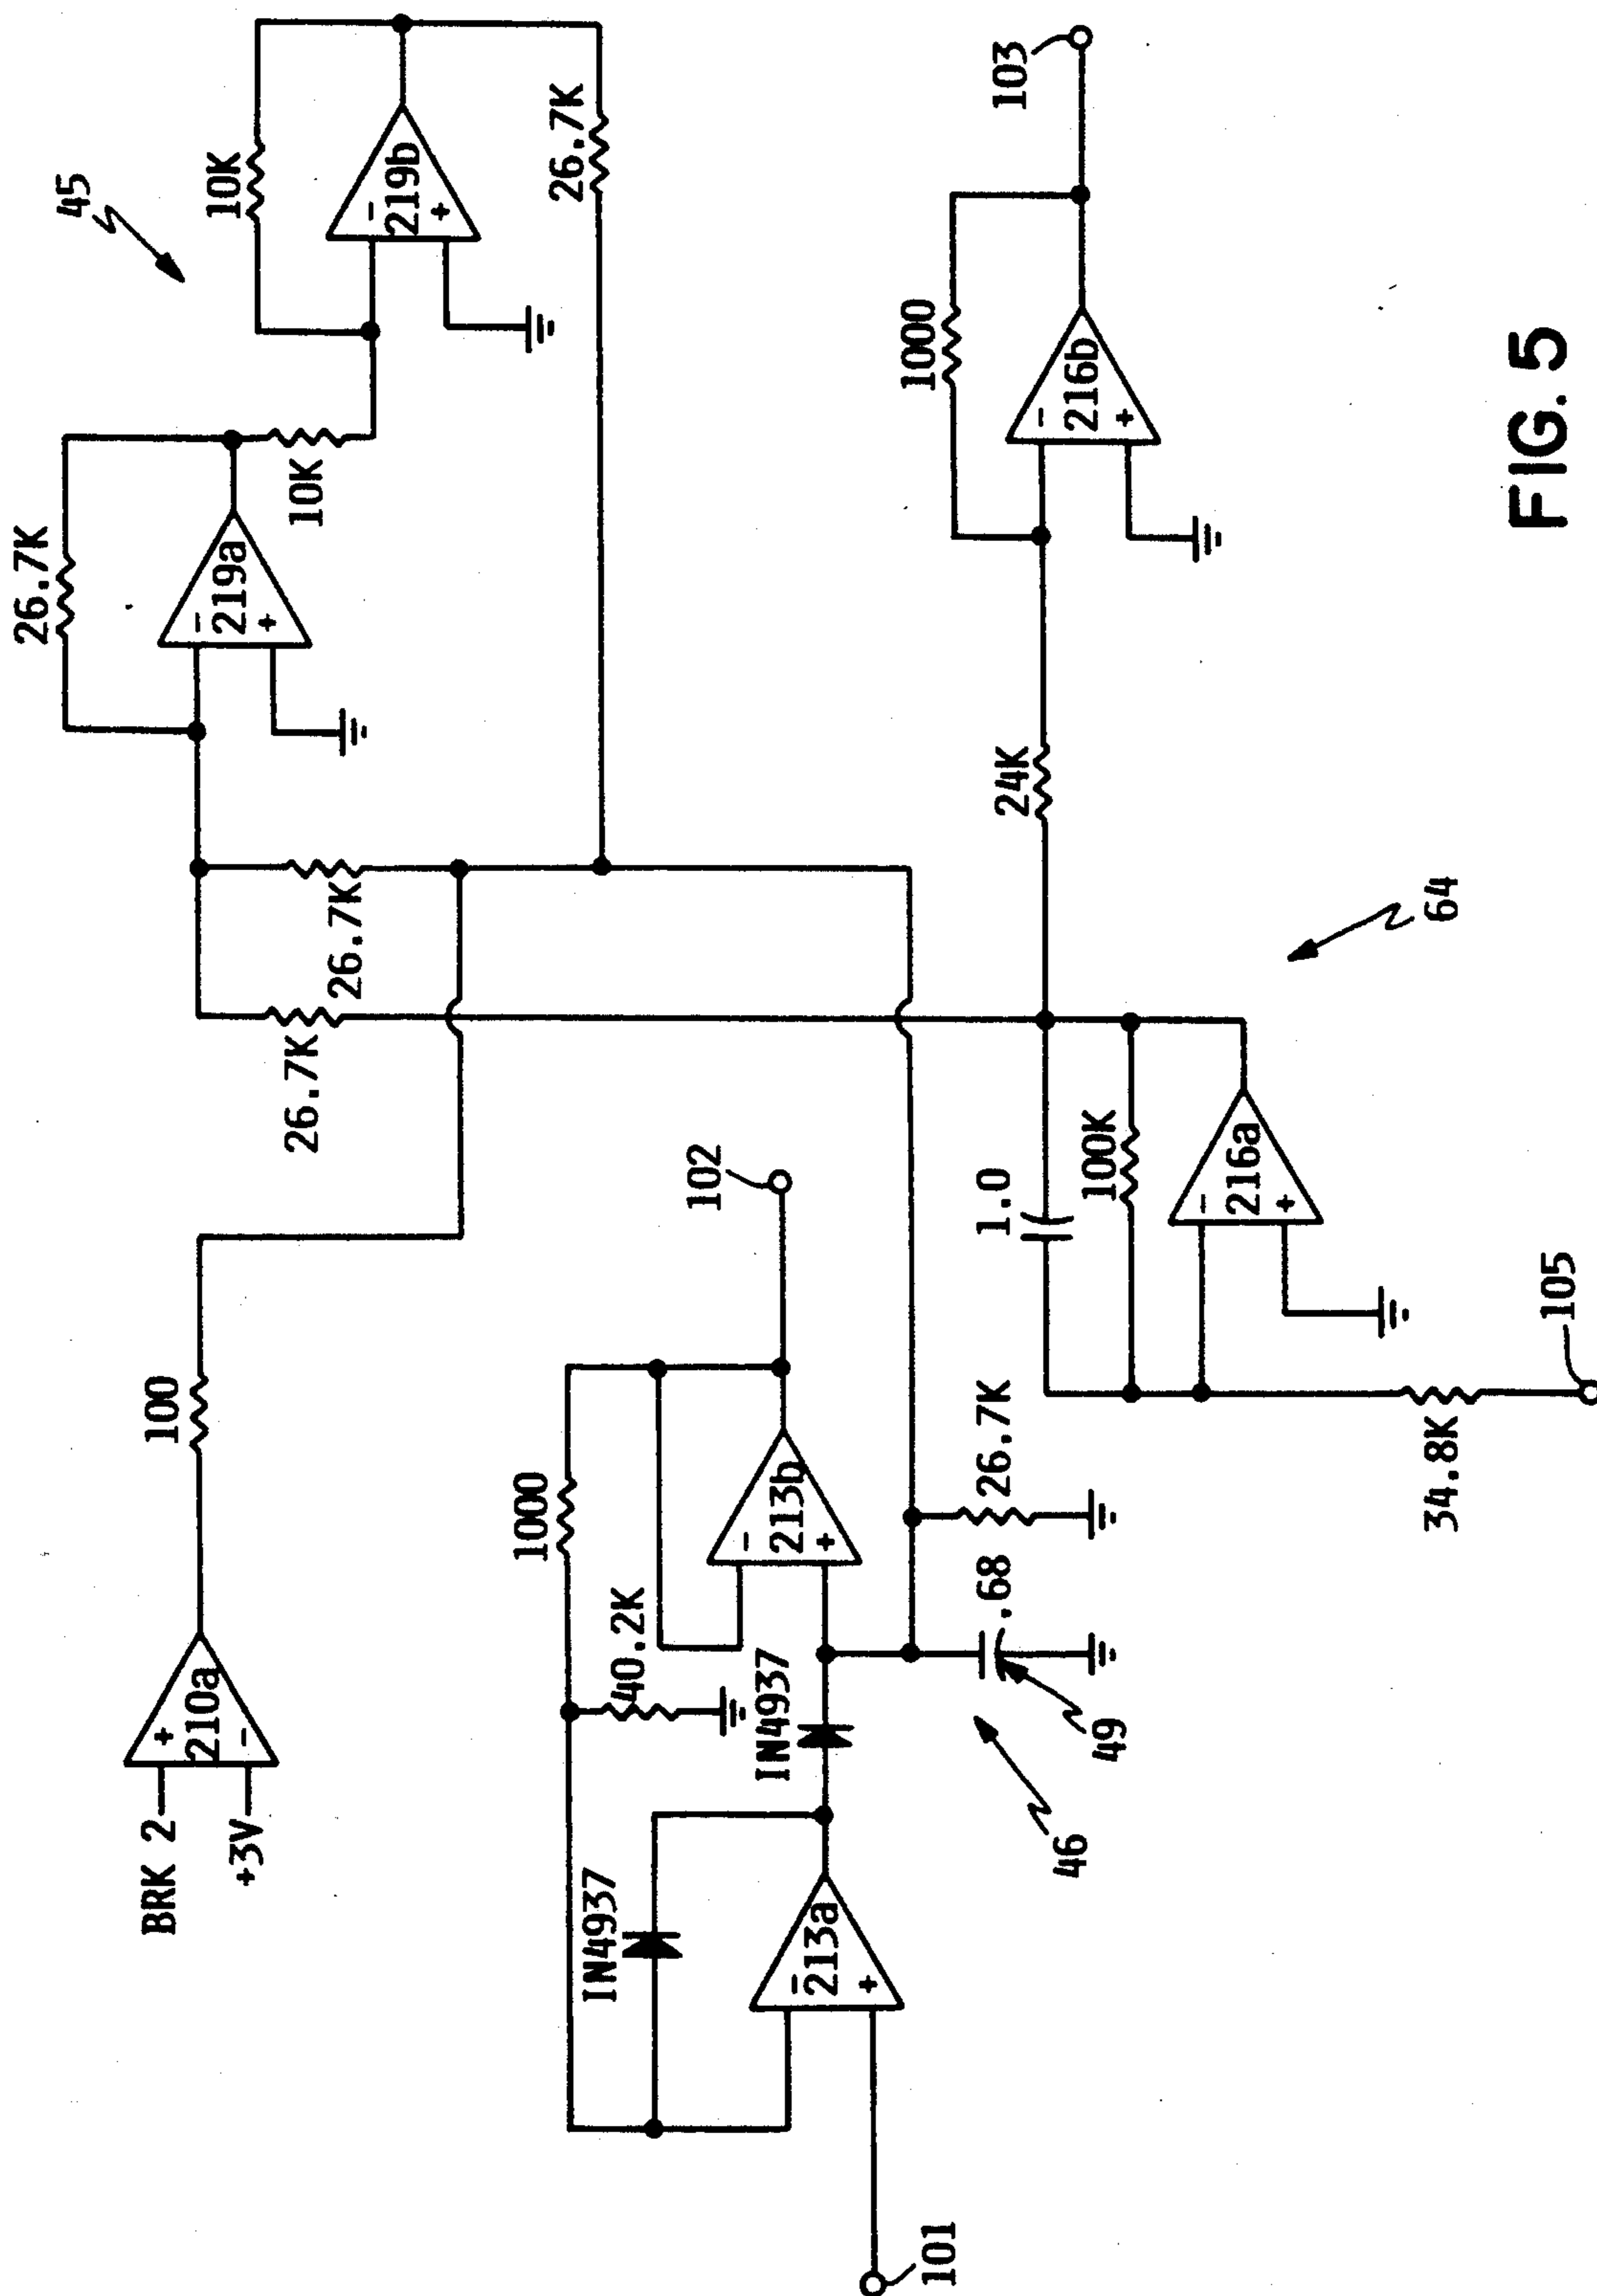 45
10K
219b
- +
26.7K
26.7K
219a
- +
10K
26.7K
26.7K
BRK 2
+3V
210a
+ -
100
103
1000
216b
- +
24K
64
102
1000
213b
- +
40.2K
IN4937
IN4937
213a
- +
101
46
49
.68
26.7K
1.0
100K
216a
- +
34.8K
105
FIG. 5